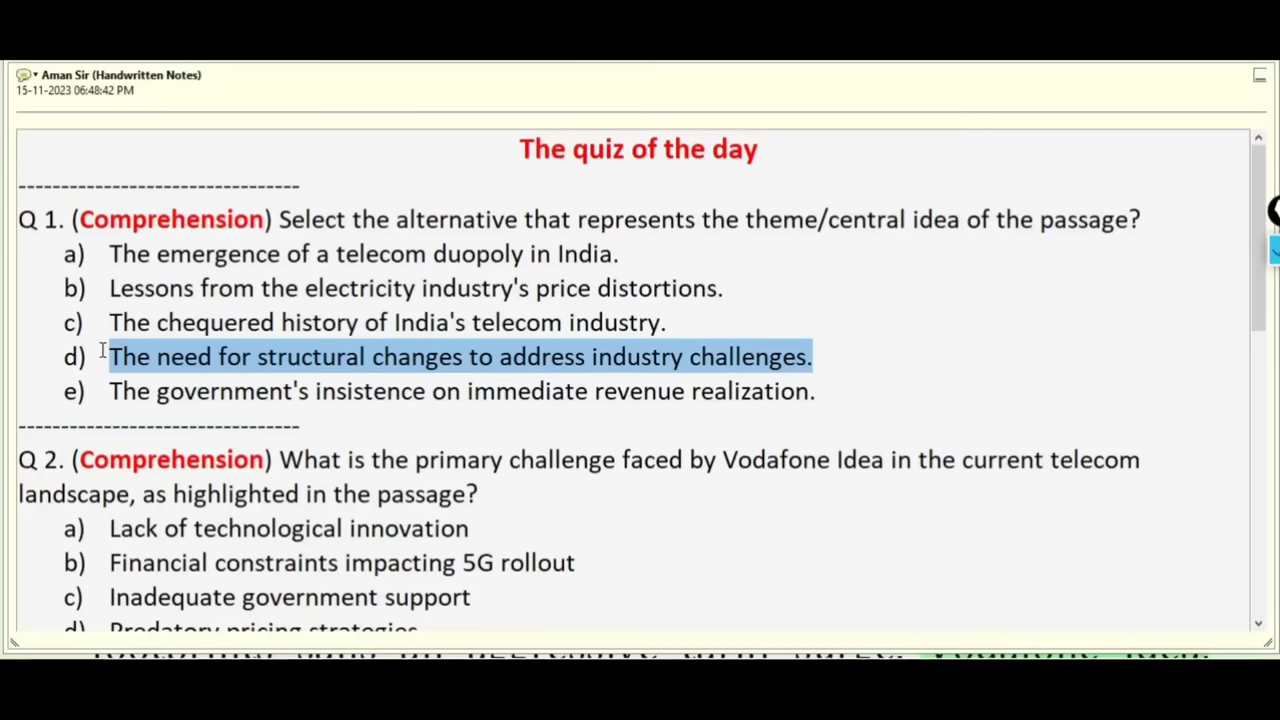 Aman Sir (Handwritten Notes)
15-11-2023 06:48:42 PM
The quiz of the day
---------------------------------
Q 1. (Comprehension) Select the alternative that represents the theme/central idea of the passage?
a) The emergence of a telecom duopoly in India.
b) Lessons from the electricity industry's price distortions.
c) The chequered history of India's telecom industry.
d) The need for structural changes to address industry challenges.
e) The government's insistence on immediate revenue realization.
---------------------------------
Q 2. (Comprehension) What is the primary challenge faced by Vodafone Idea in the current telecom
landscape, as highlighted in the passage?
a) Lack of technological innovation
b) Financial constraints impacting 5G rollout
c) Inadequate government support
d) Predatory pricing strategies